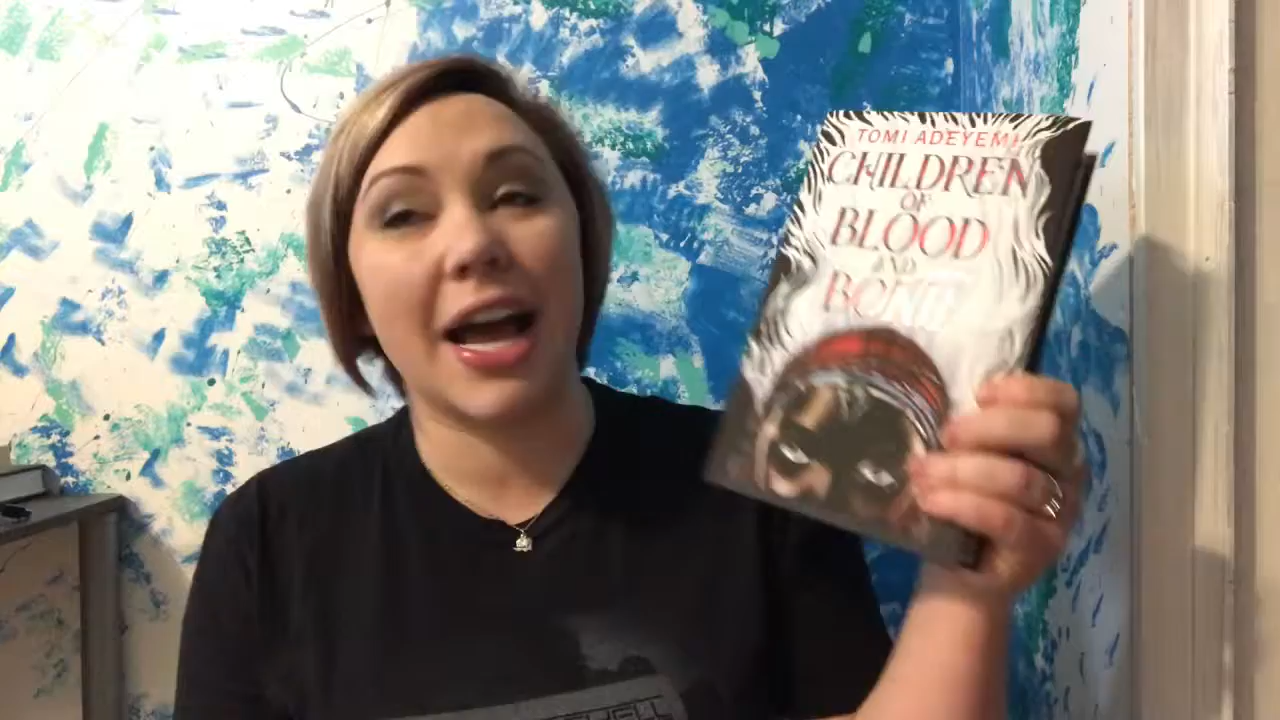 TOMI ADEYEMI
CHILDREN
OF
BLOOD
AND
BONE